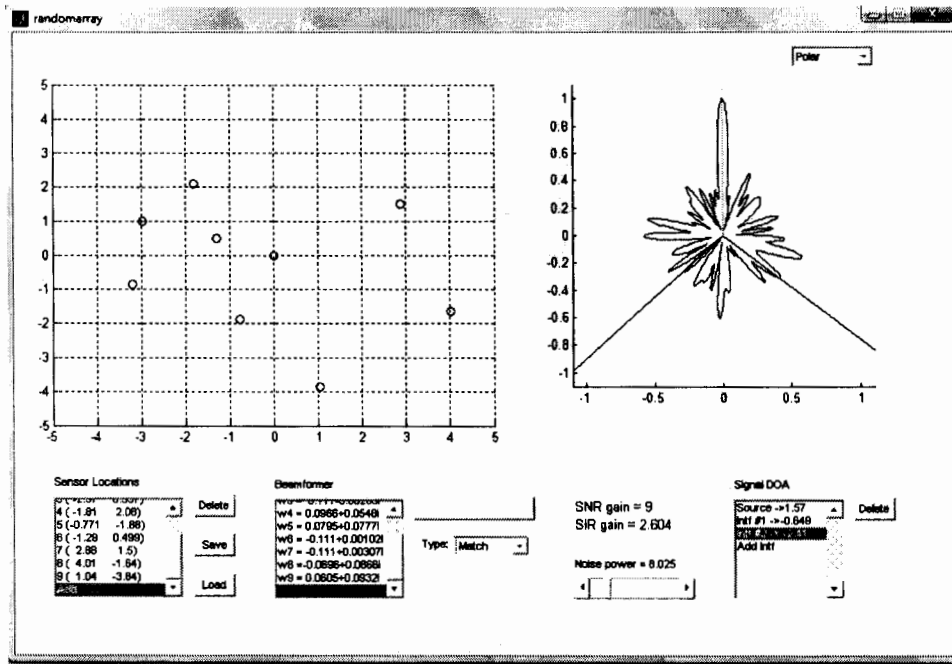 randomarray
Polar
5
4
3
2
1
0
-1
-2
-3
-4
-5
-5 -4 -3 -2 -1 0 1 2 3 4 5
1
0.8
0.6
0.4
0.2
0
-0.2
-0.4
-0.6
-0.8
-1
-1 -0.5 0 0.5 1
Sensor Locations
4 ( -1.81 2.08)
5 (-0.771 -1.88)
6 ( -1.28 0.499)
7 ( 2.88 1.5)
8 ( 4.01 -1.64)
9 ( 1.04 -3.84)
Add
Delete
Save
Load
Beamformer
w4 = 0.0966+0.0548i
w5 = 0.0795+0.0777i
w6 = -0.111+0.00102i
w7 = -0.111+0.00307i
w8 = -0.0696+0.0866i
w9 = 0.0605+0.0932i
Type: Match
SNR gain = 9
SIR gain = 2.604
Noise power = 8.025
Signal DOA
Source ->1.57
Intf #1 ->-0.649
Add Intf
Delete